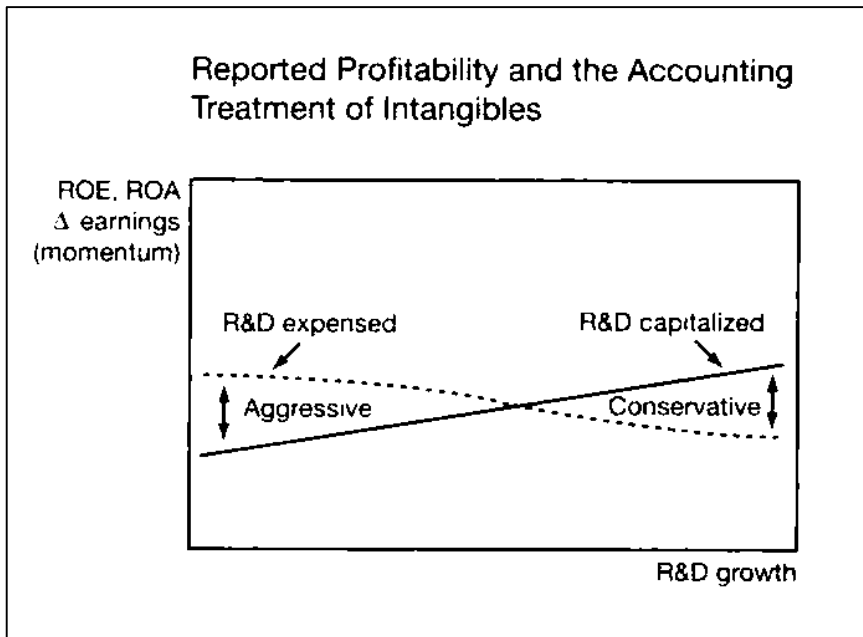 Reported Profitability and the Accounting
Treatment of Intangibles
ROE, ROA
Δ earnings
(momentum)
R&D expensed
R&D capitalized
Aggressive
Conservative
R&D growth